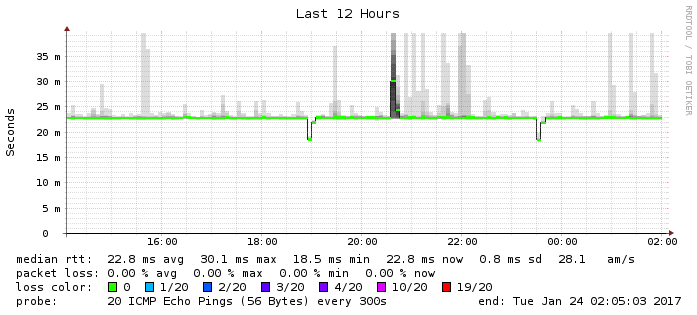 Last 12 Hours
RRDTOOL / TOBI OETIKER
Seconds
35 m
30 m
25 m
20 m
15 m
10 m
5 m
0
16:00 18:00 20:00 22:00 00:00 02:00
median rtt: 22.8 ms avg 30.1 ms max 18.5 ms min 22.8 ms now 0.8 ms sd 28.1 am/s
packet loss: 0.00 % avg 0.00 % max 0.00 % min 0.00 % now
loss color: 0 1/20 2/20 3/20 4/20 10/20 19/20
probe: 20 ICMP Echo Pings (56 Bytes) every 300s end: Tue Jan 24 02:05:03 2017